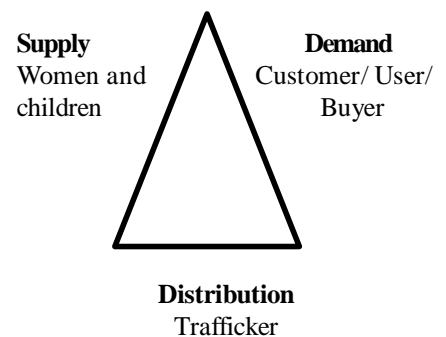 Supply
Women and
children
Demand
Customer/ User/
Buyer
Distribution
Trafficker